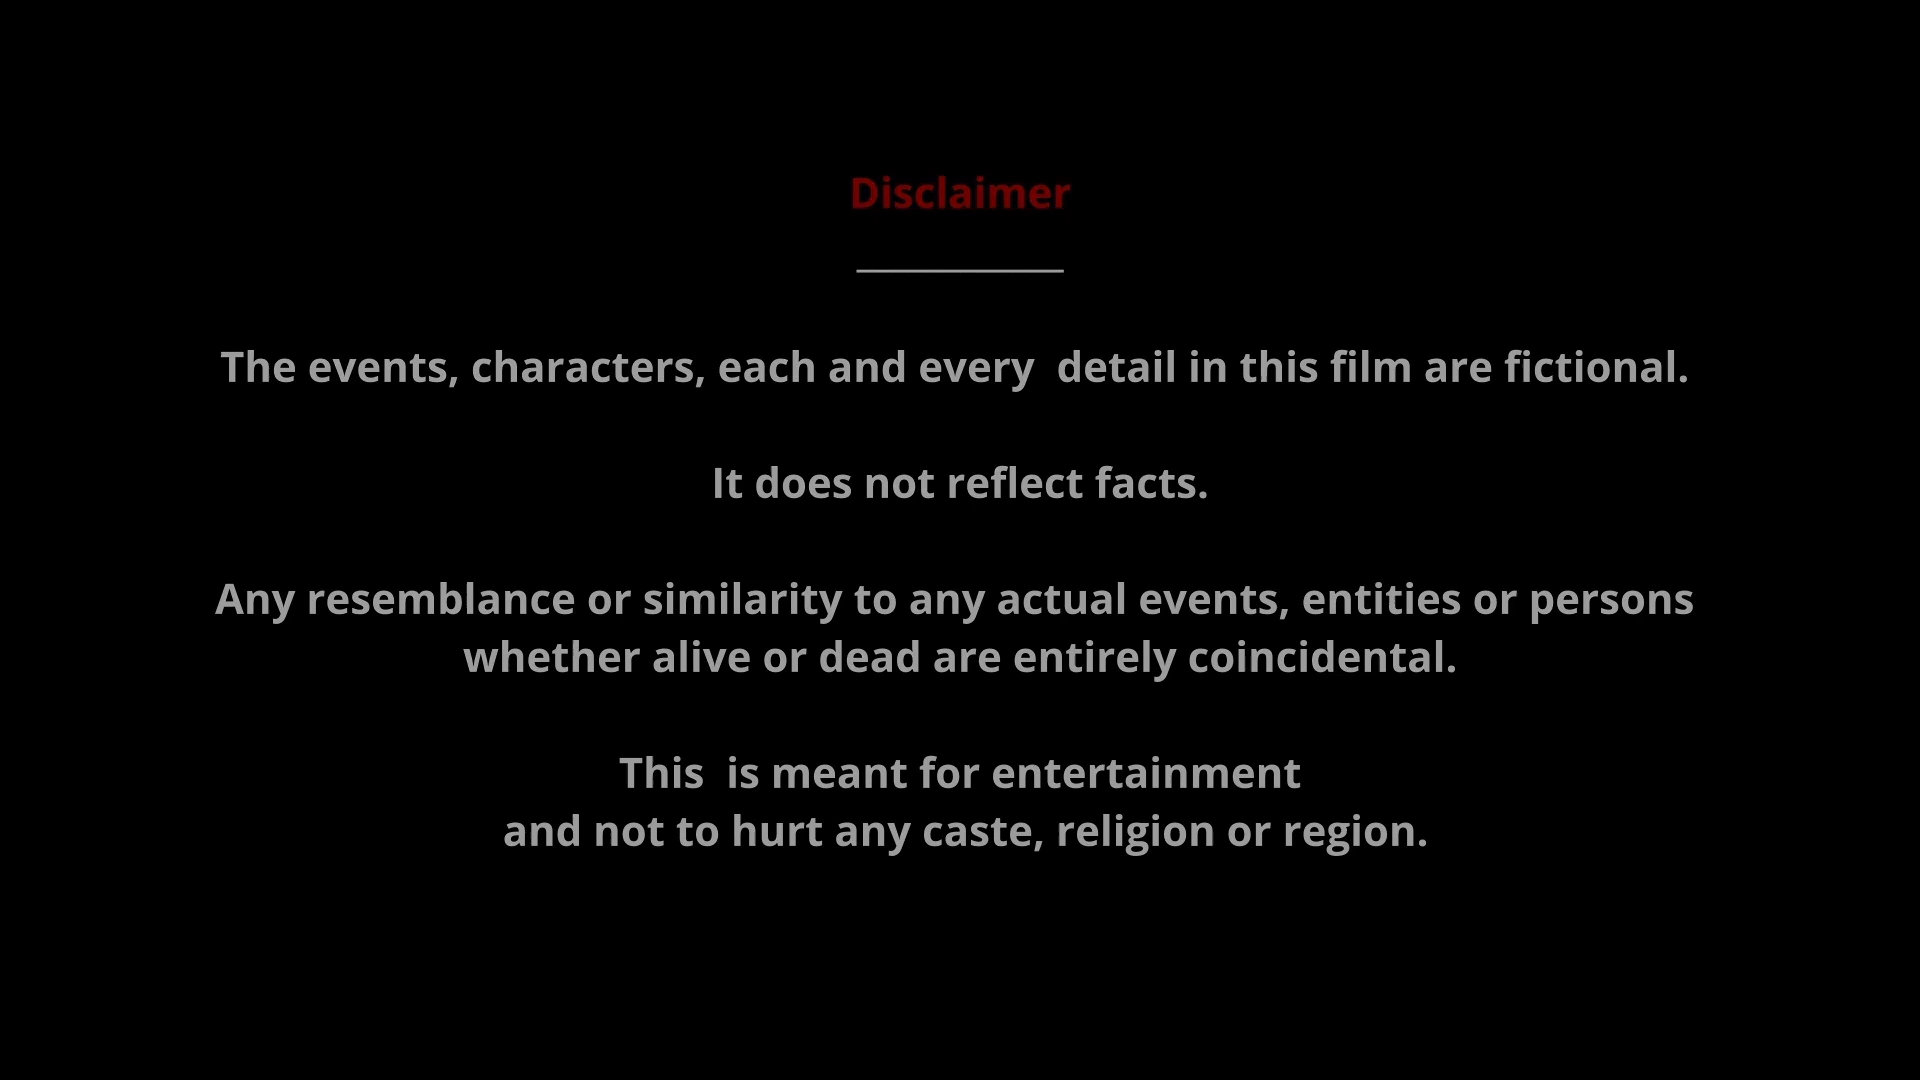 Disclaimer
The events, characters, each and every  detail in this film are fictional.
It does not reflect facts.
Any resemblance or similarity to any actual events, entities or persons
whether alive or dead are entirely coincidental.
This  is meant for entertainment
and not to hurt any caste, religion or region.